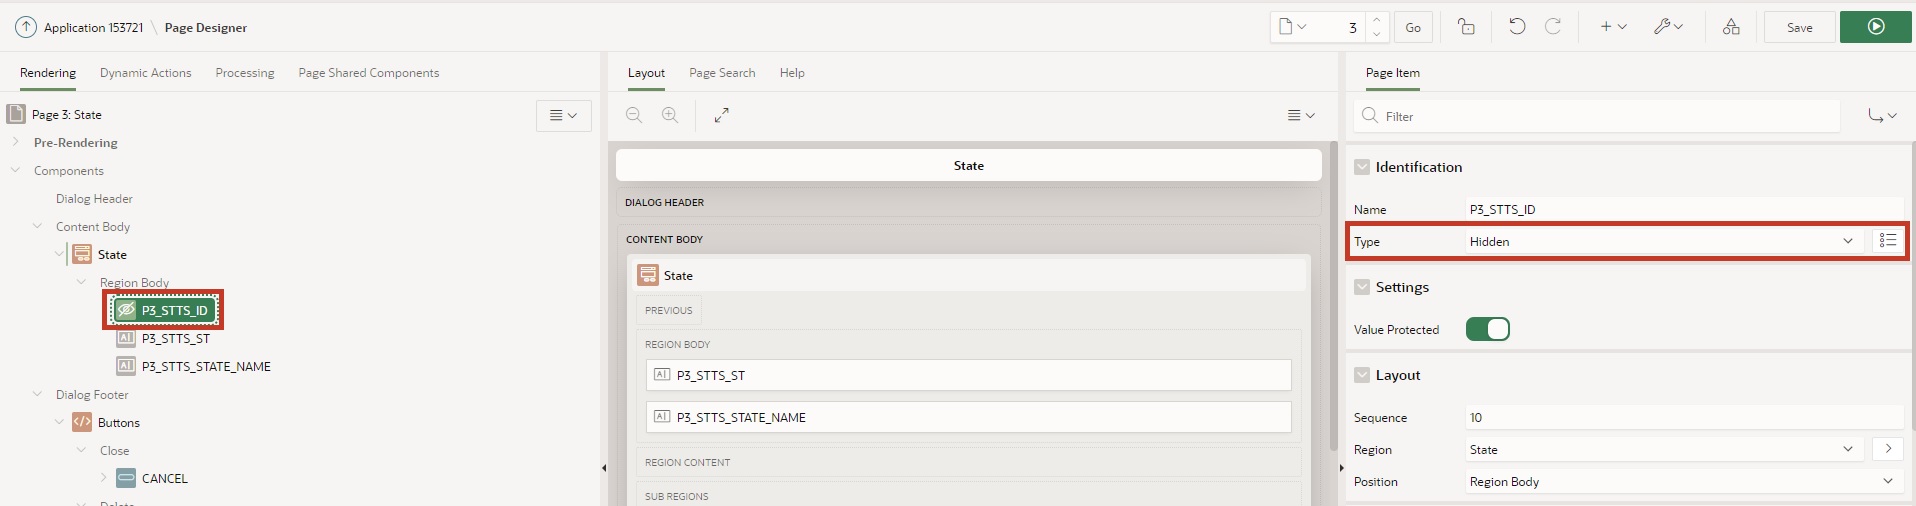 Application 153721 \ Page Designer
3 Go Save
Rendering Dynamic Actions Processing Page Shared Components
Page 3: State
Pre-Rendering
Components
Dialog Header
Content Body
State
Region Body
P3_STTS_ID
P3_STTS_ST
P3_STTS_STATE_NAME
Dialog Footer
Buttons
Close
CANCEL
Delete
Layout Page Search Help
State
DIALOG HEADER
CONTENT BODY
State
PREVIOUS
REGION BODY
P3_STTS_ST
P3_STTS_STATE_NAME
REGION CONTENT
SUB REGIONS
Page Item
Filter
Identification
Name P3_STTS_ID
Type Hidden
Settings
Value Protected
Layout
Sequence 10
Region State
Position Region Body